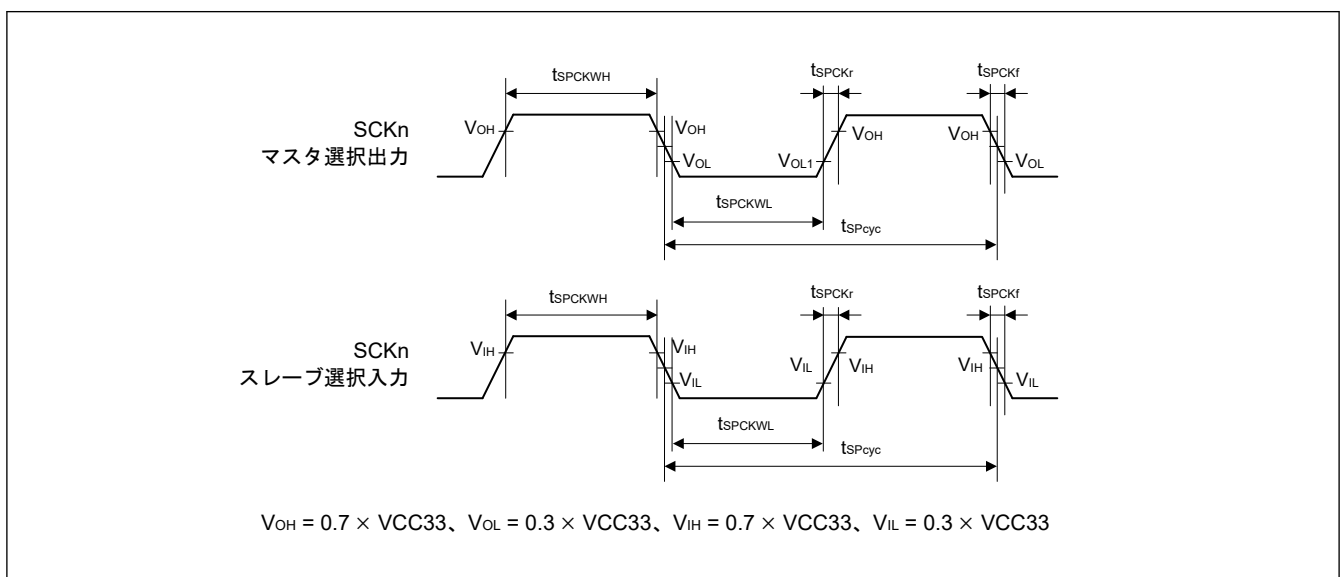 tSPCKWH
tSPCKr
tSPCKf
SCKn
マスタ選択出力
VOH
VOH
VOL
VOL1
VOH
VOH
VOL
tSPCKWL
tSPcyc
tSPCKWH
tSPCKr
tSPCKf
SCKn
スレーブ選択入力
VIH
VIH
VIL
VIL
VIH
VIH
VIL
tSPCKWL
tSPcyc
VOH = 0.7 × VCC33、VOL = 0.3 × VCC33、VIH = 0.7 × VCC33、VIL = 0.3 × VCC33